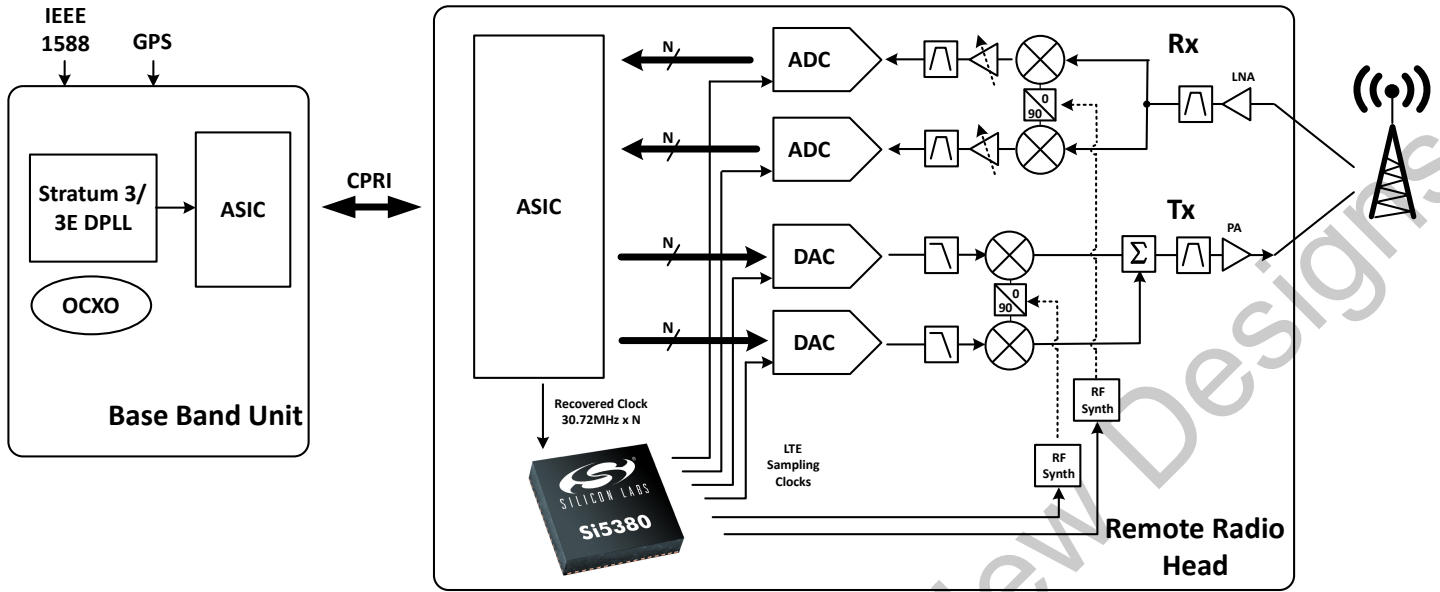 IEEE
1588
GPS
Stratum 3/
3E DPLL
ASIC
OCXO
Base Band Unit
CPRI
ASIC
N
ADC
N
ADC
N
DAC
N
DAC
0
90
0
90
Rx
LNA
Tx
Σ
PA
Recovered Clock
30.72MHz x N
LTE
Sampling
Clocks
RF
Synth
RF
Synth
SILICON LABS
Si5380
Remote Radio
Head
ew Designs